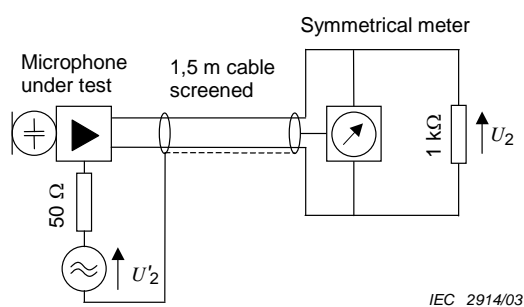 Symmetrical meter
Microphone
under test
1,5 m cable
screened
1 kΩ
U₂
50 Ω
U'₂
IEC 2914/03